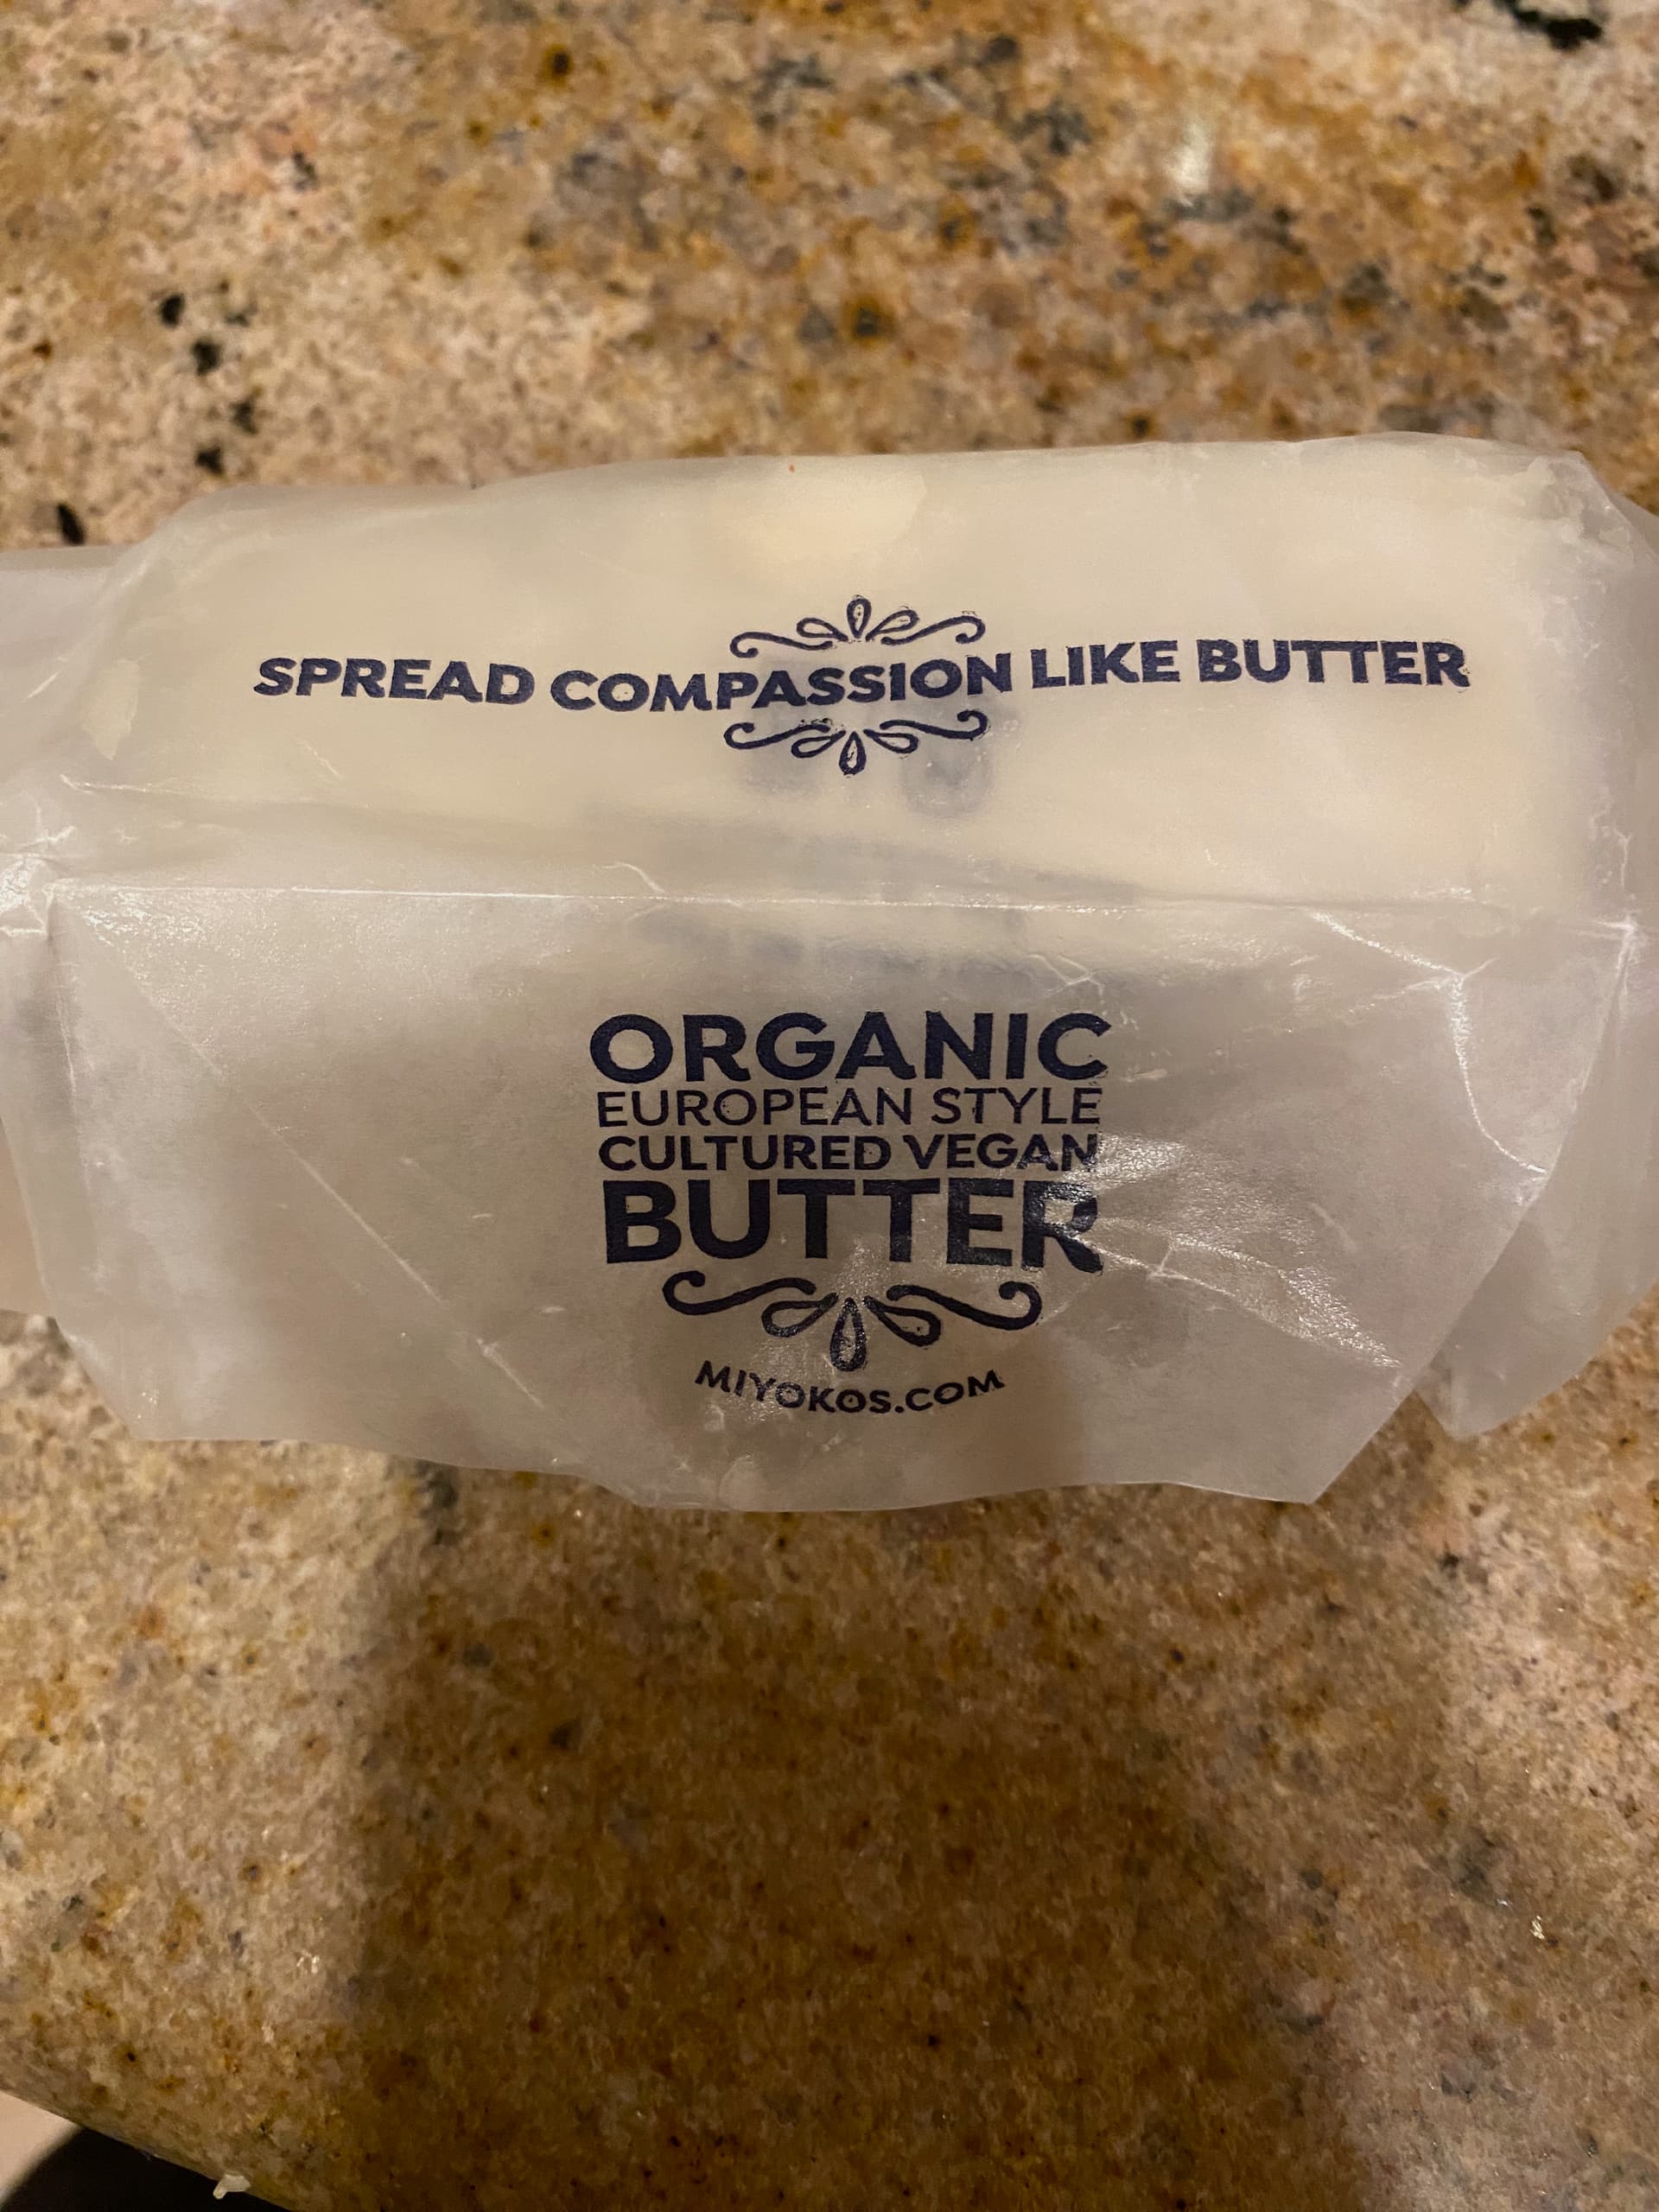 SPREAD COMPASSION LIKE BUTTER
ORGANIC
EUROPEAN STYLE
CULTURED VEGAN
BUTTER
MIYOKOS.COM